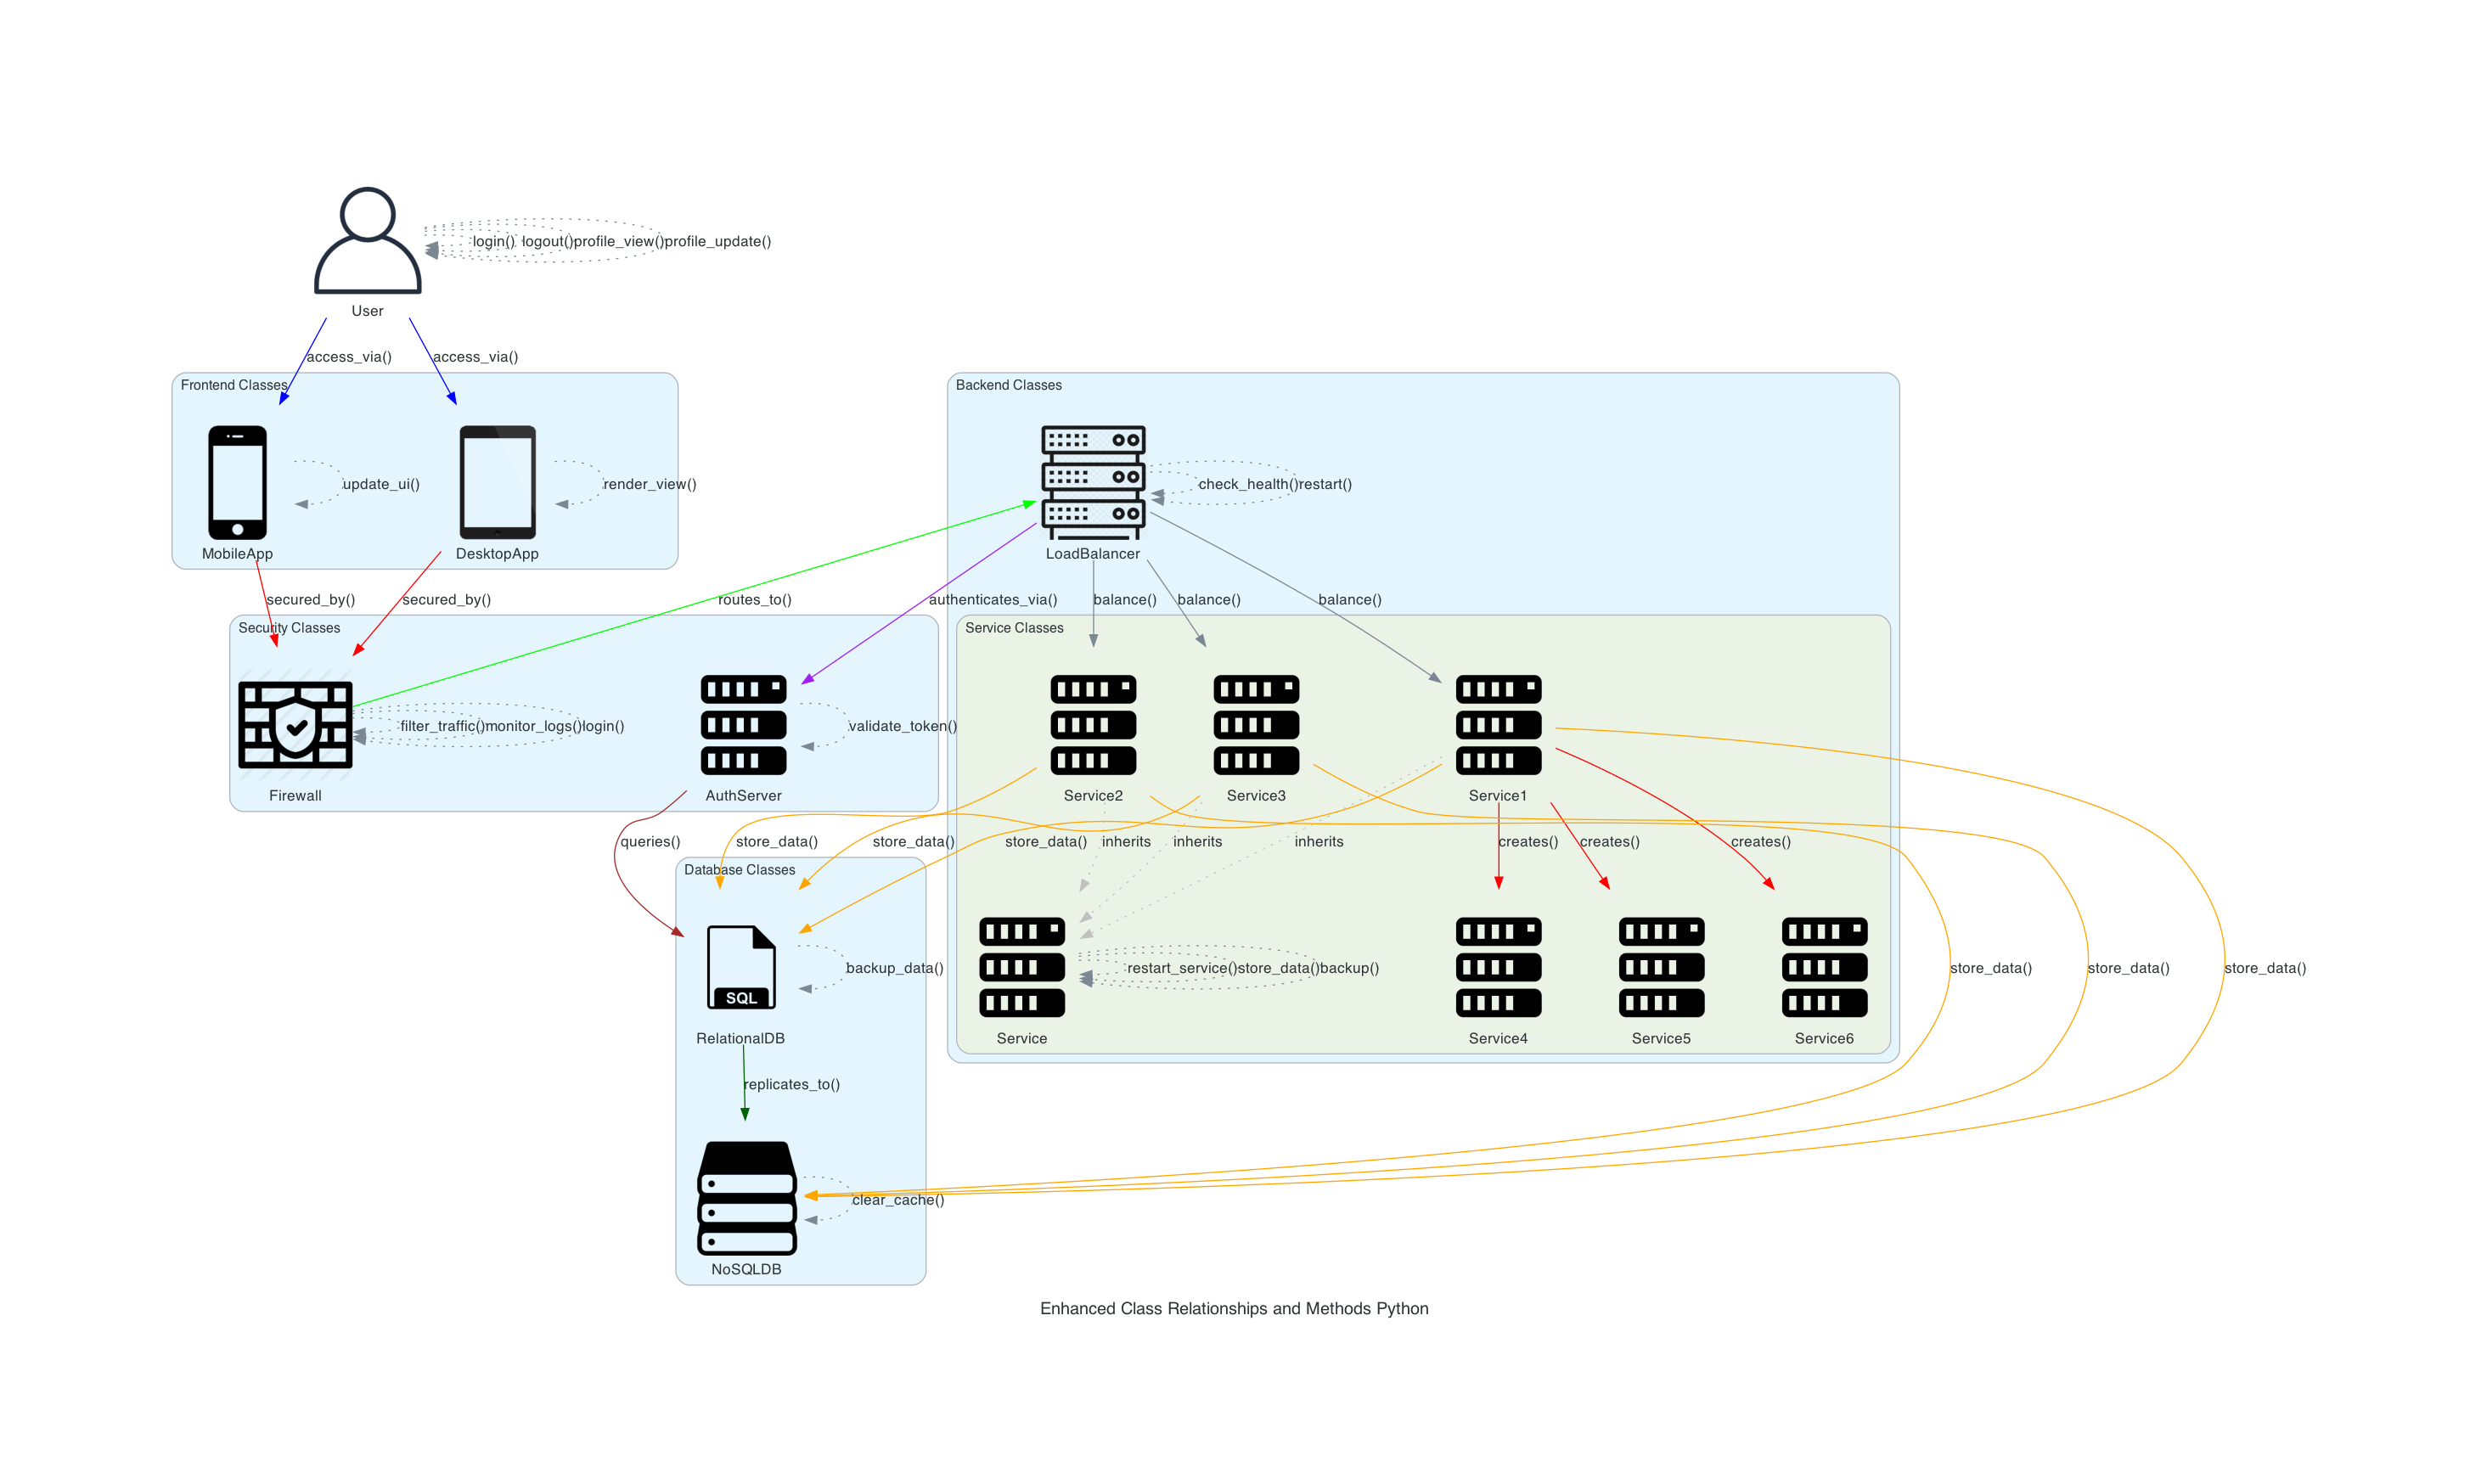 login()
logout()
profile_view()
profile_update()
User
access_via()
access_via()
Frontend Classes
Backend Classes
update_ui()
render_view()
check_health()
restart()
MobileApp
DesktopApp
LoadBalancer
secured_by()
secured_by()
routes_to()
authenticates_via()
balance()
balance()
balance()
Security Classes
Service Classes
filter_traffic()
monitor_logs()
login()
validate_token()
Firewall
AuthServer
Service2
Service3
Service1
queries()
store_data()
store_data()
store_data()
inherits
inherits
inherits
creates()
creates()
creates()
Database Classes
SQL
backup_data()
restart_service()
store_data()
backup()
store_data()
store_data()
store_data()
RelationalDB
Service
Service4
Service5
Service6
replicates_to()
clear_cache()
NoSQLDB
Enhanced Class Relationships and Methods Python